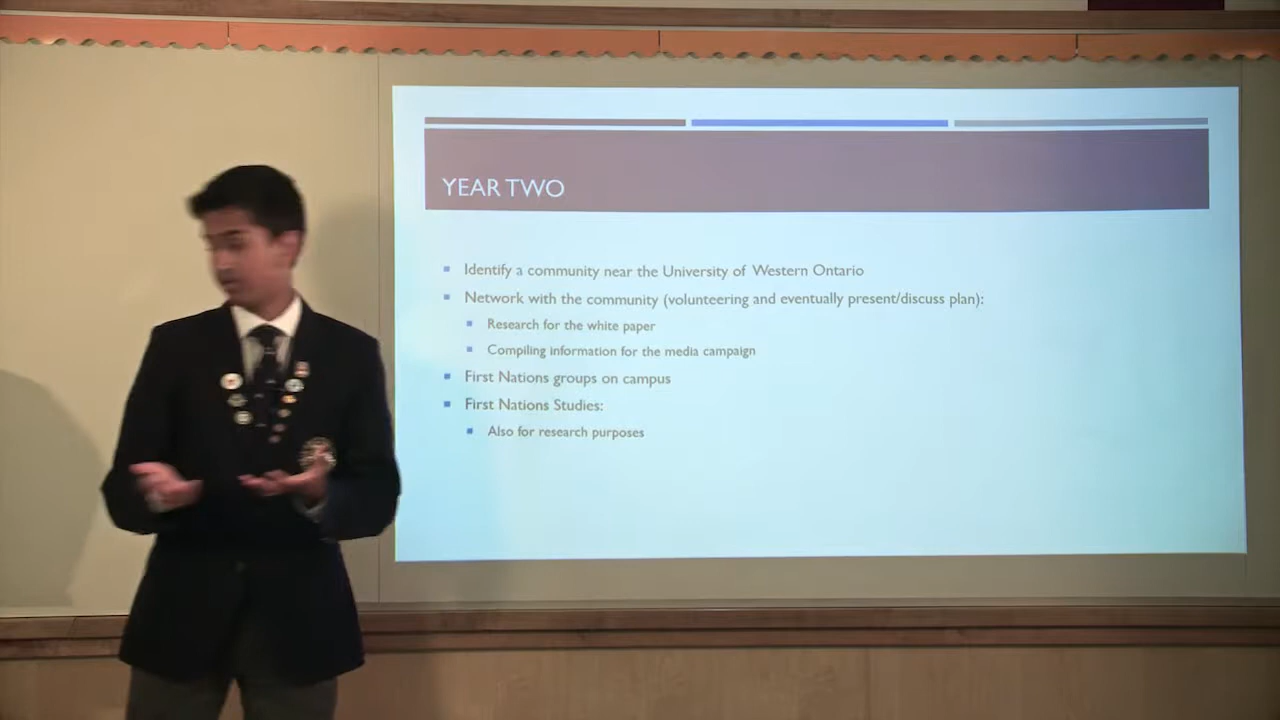 YEAR TWO
Identify a community near the University of Western Ontario
Network with the community (volunteering and eventually present/discuss plan):
Research for the white paper
Compiling information for the media campaign
First Nations groups on campus
First Nations Studies:
Also for research purposes